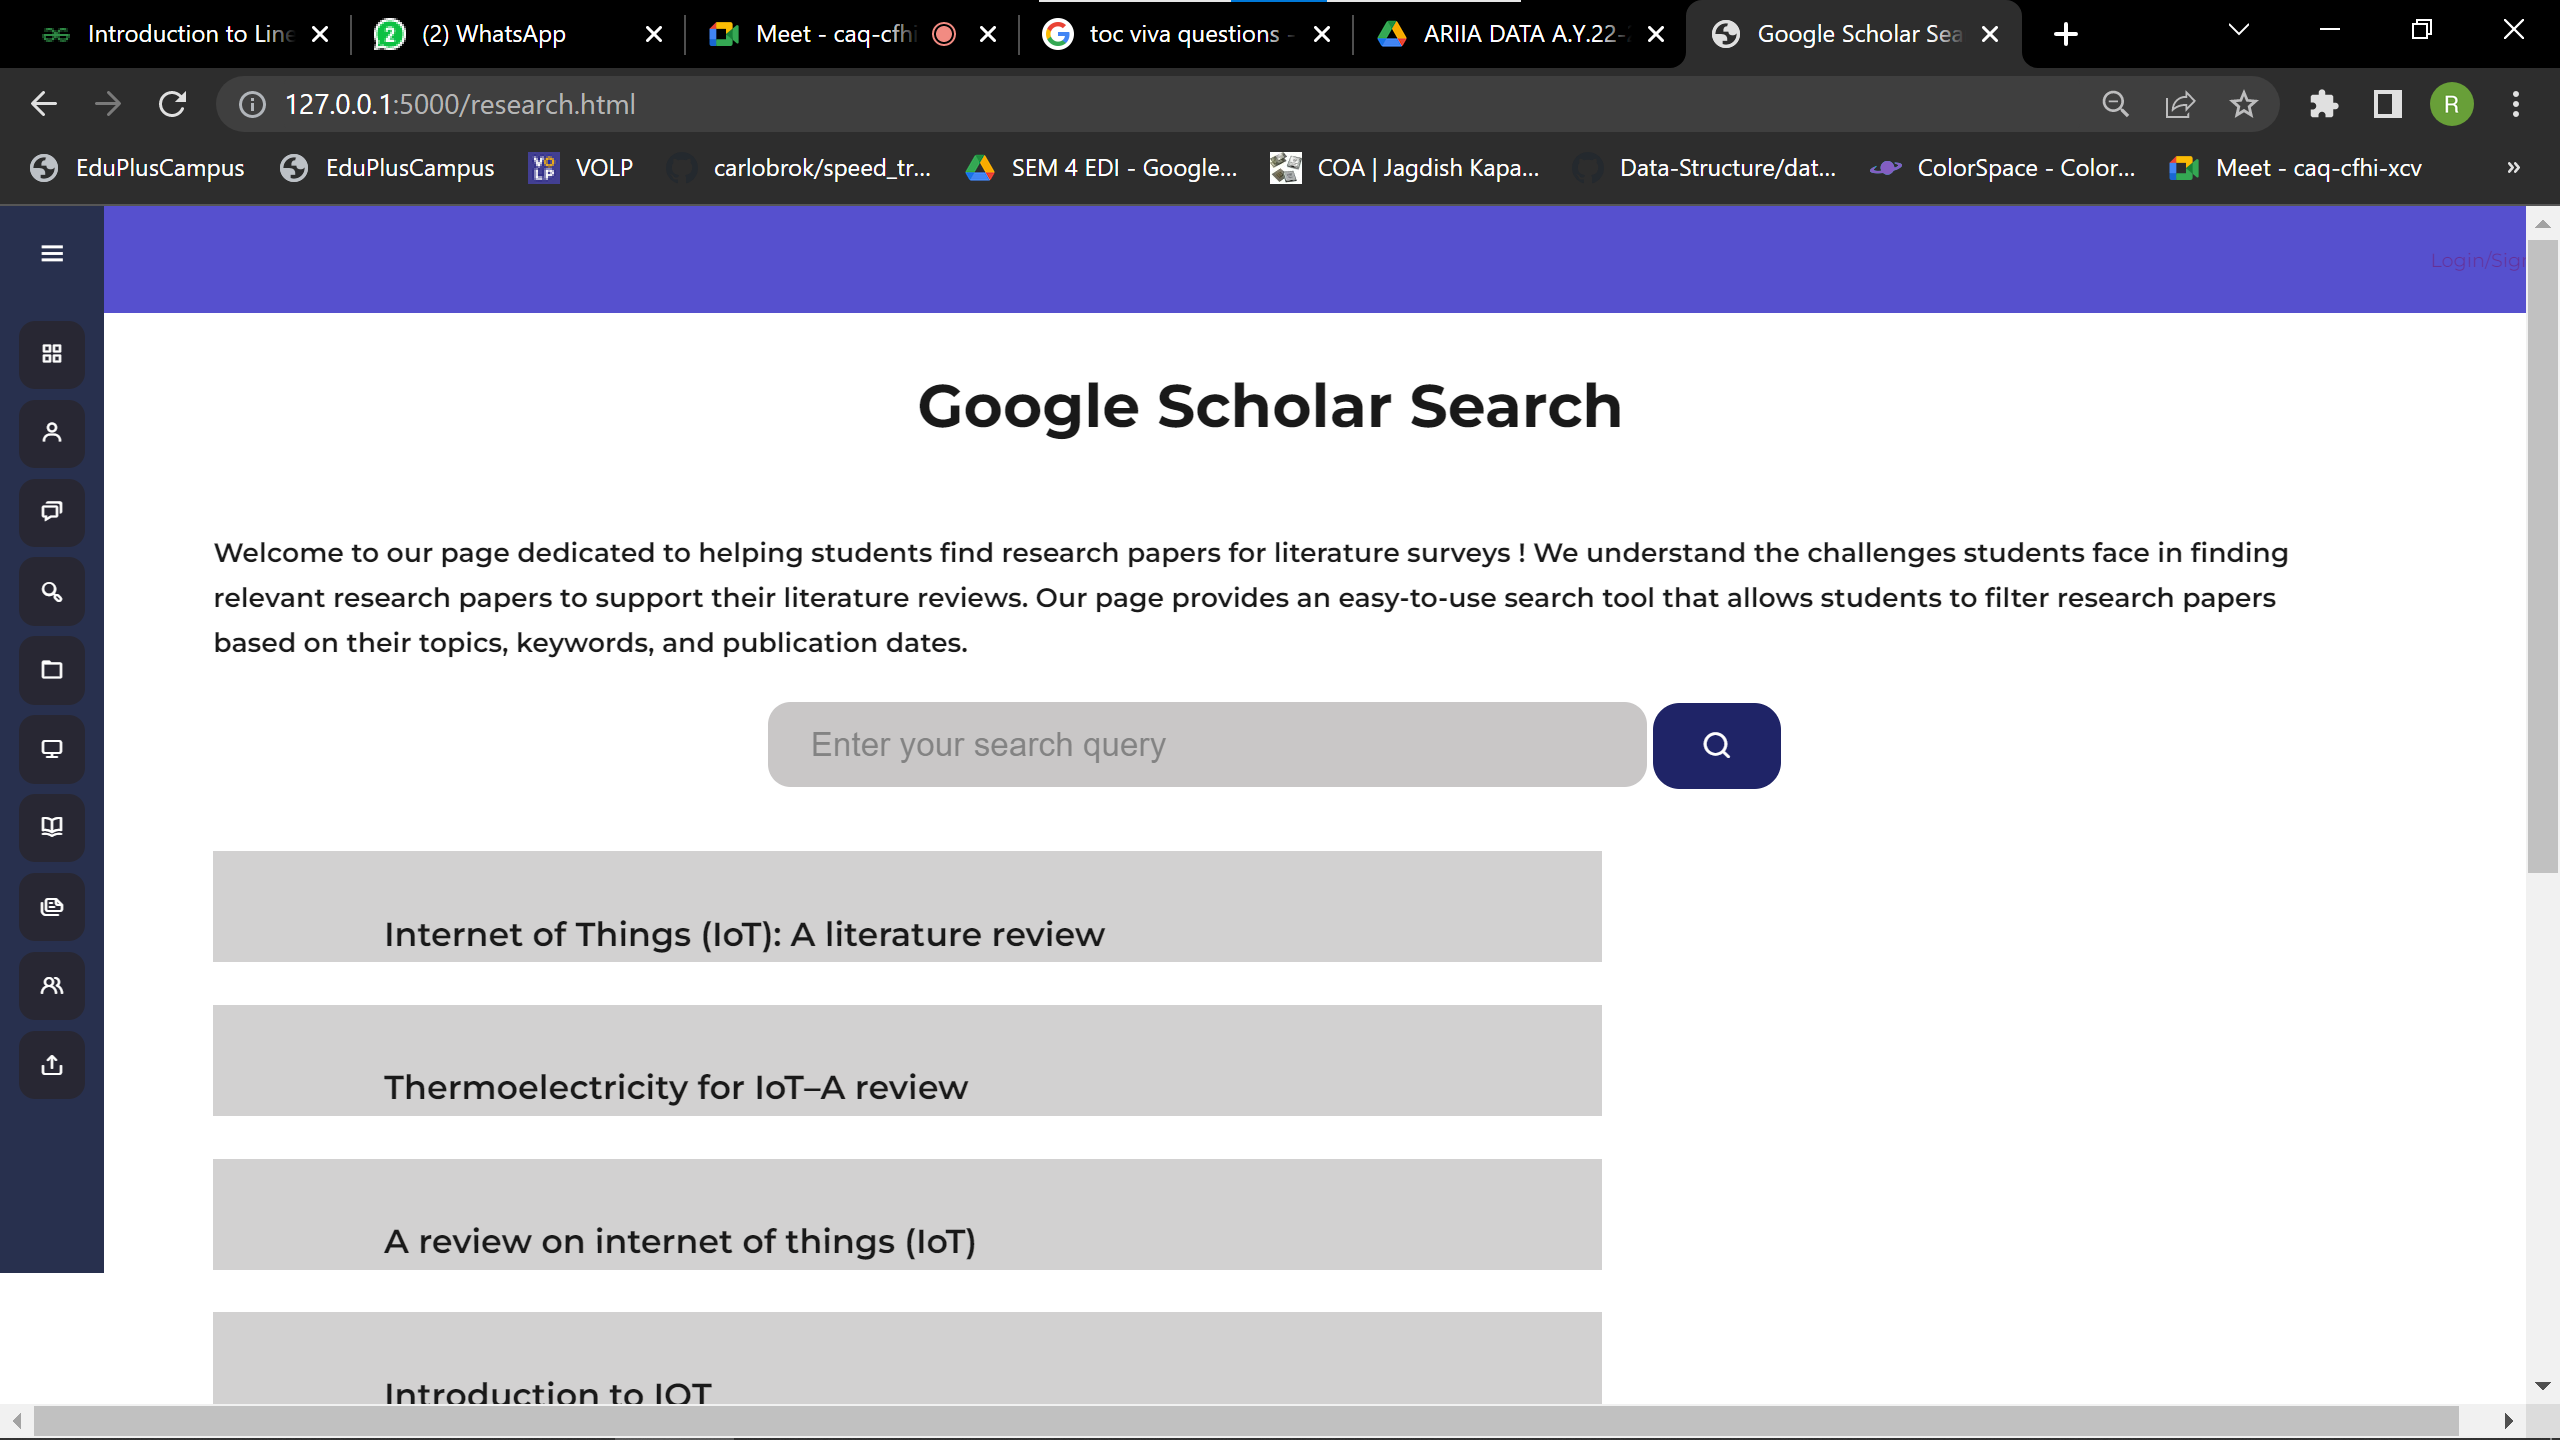 Introduction to Line
2 (2) WhatsApp
Meet - caq-cfhi
toc viva questions -
ARIIA DATA A.Y.22-2
Google Scholar Sea
127.0.0.1:5000/research.html
R
EduPlusCampus
EduPlusCampus
VOLP VOLP
carlobrok/speed_tr...
SEM 4 EDI - Google...
COA | Jagdish Kapa...
Data-Structure/dat...
ColorSpace - Color...
Meet - caq-cfhi-xcv
»
Login/Sig
Google Scholar Search
Welcome to our page dedicated to helping students find research papers for literature surveys ! We understand the challenges students face in finding
relevant research papers to support their literature reviews. Our page provides an easy-to-use search tool that allows students to filter research papers
based on their topics, keywords, and publication dates.
Enter your search query
Internet of Things (IoT): A literature review
Thermoelectricity for IoT–A review
A review on internet of things (IoT)
Introduction to IOT